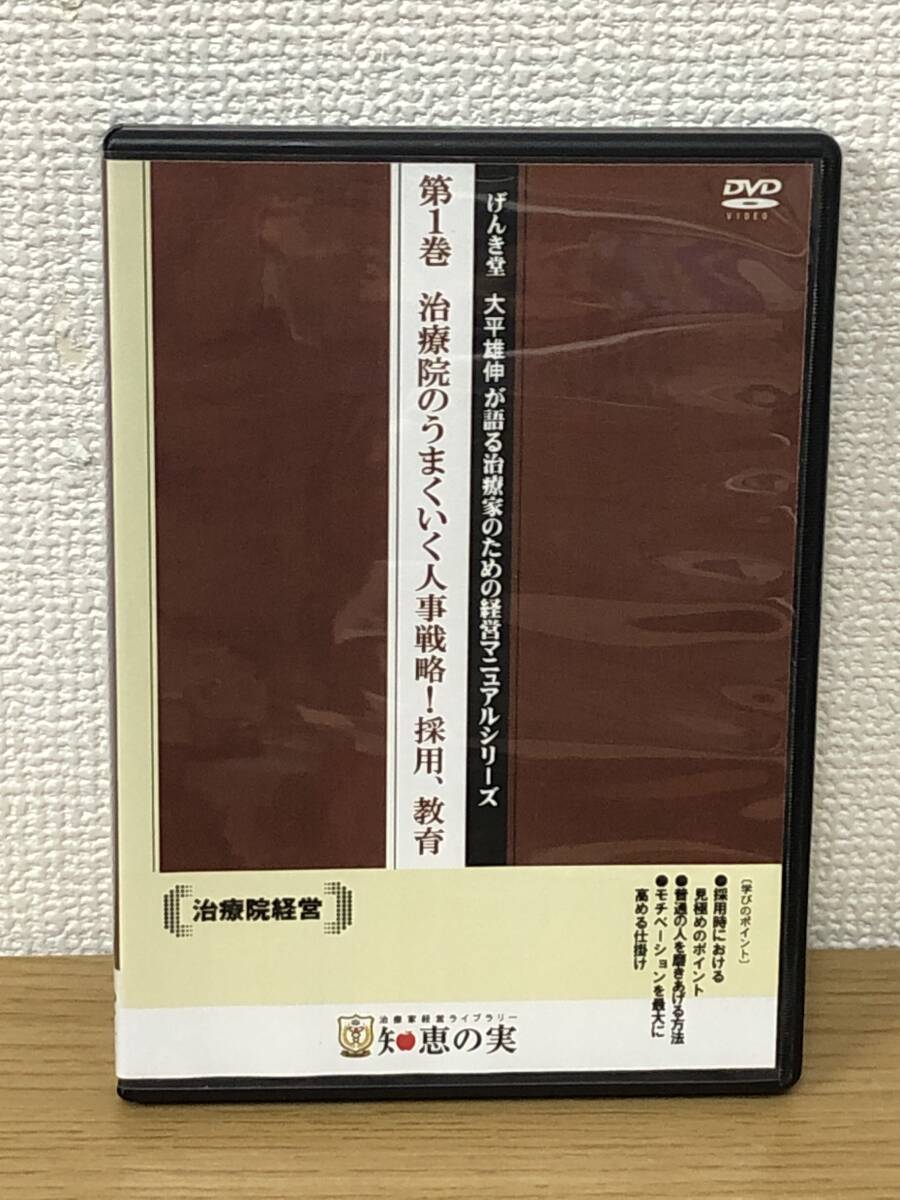 DVD
VIDEO
げんき堂 大平雄伸が語る治療家のための経営マニュアルシリーズ
第1巻 治療院のうまくいく人事戦略！採用、教育
［学びのポイント］
●採用時における
見極めのポイント
●普通の人を磨きあげる方法
●モチベーションを最大に
高める仕掛け
治療院経営
治療家経営ライブラリー
知恵の実